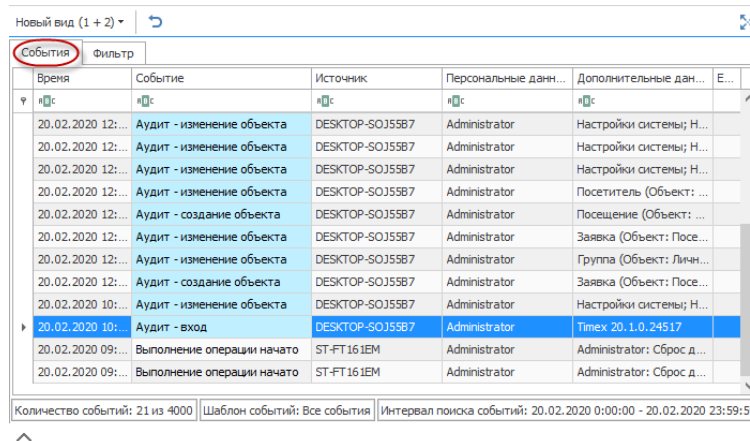 Новый вид (1 + 2)
События Фильтр
Время Событие Источник Персональные данн... Дополнительные дан... Е...
ABC ABC ABC ABC ABC
20.02.2020 12:... Аудит - изменение объекта DESKTOP-SOJ55B7 Administrator Настройки системы; Н...
20.02.2020 12:... Аудит - изменение объекта DESKTOP-SOJ55B7 Administrator Настройки системы; Н...
20.02.2020 12:... Аудит - изменение объекта DESKTOP-SOJ55B7 Administrator Настройки системы; Н...
20.02.2020 12:... Аудит - изменение объекта DESKTOP-SOJ55B7 Administrator Посетитель (Объект: ...
20.02.2020 12:... Аудит - создание объекта DESKTOP-SOJ55B7 Administrator Посещение (Объект: ...
20.02.2020 12:... Аудит - изменение объекта DESKTOP-SOJ55B7 Administrator Заявка (Объект: Посе...
20.02.2020 12:... Аудит - изменение объекта DESKTOP-SOJ55B7 Administrator Группа (Объект: Личн...
20.02.2020 12:... Аудит - создание объекта DESKTOP-SOJ55B7 Administrator Заявка (Объект: Посе...
20.02.2020 10:... Аудит - изменение объекта DESKTOP-SOJ55B7 Administrator Настройки системы; Н...
20.02.2020 10:... Аудит - вход DESKTOP-SOJ55B7 Administrator Timex 20.1.0.24517
20.02.2020 09:... Выполнение операции начато ST-FT161EM Administrator Administrator: Сброс д...
20.02.2020 09:... Выполнение операции начато ST-FT161EM Administrator Administrator: Сброс д...
Количество событий: 21 из 4000 Шаблон событий: Все события Интервал поиска событий: 20.02.2020 0:00:00 - 20.02.2020 23:59:5